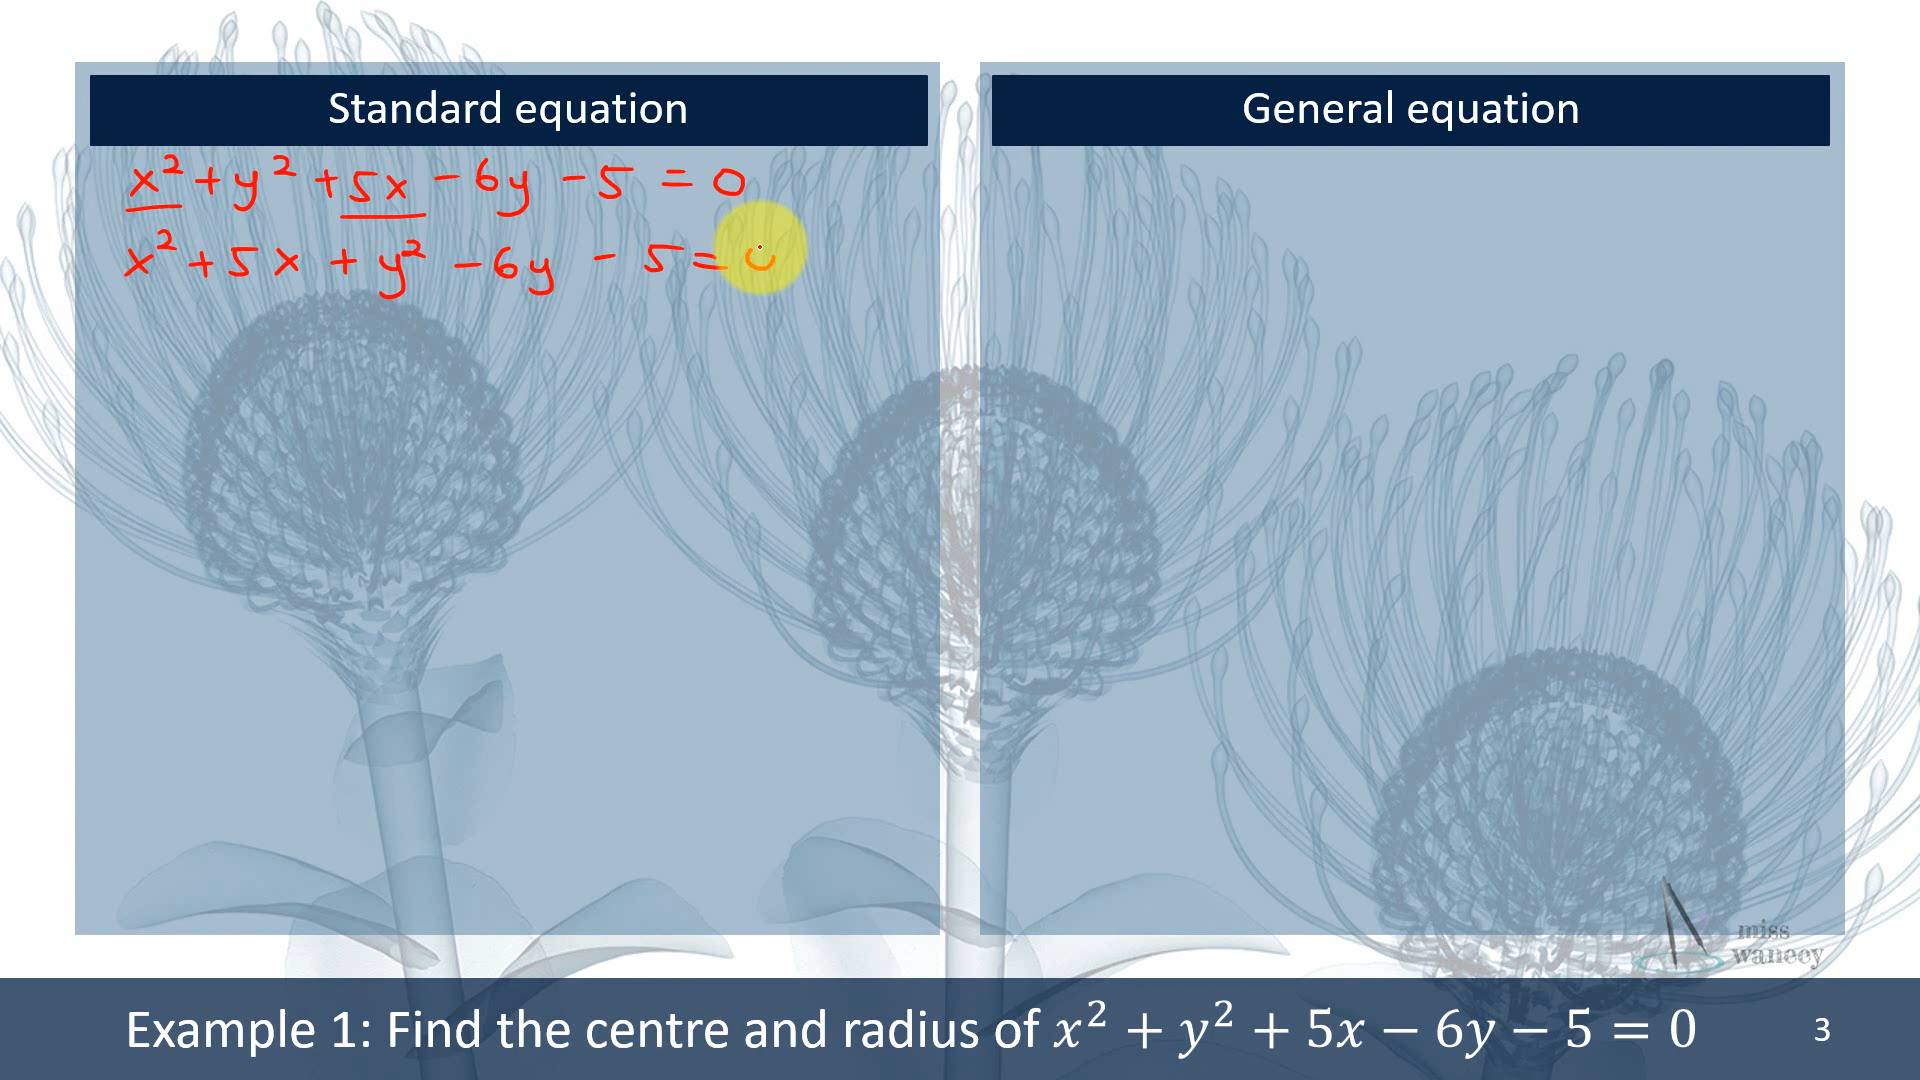 Standard equation
x² + y² + 5x - 6y - 5 = 0
x² + 5x + y² - 6y - 5 = 0
General equation
miss
wanecy
Example 1: Find the centre and radius of x² + y² + 5x − 6y − 5 = 0
3